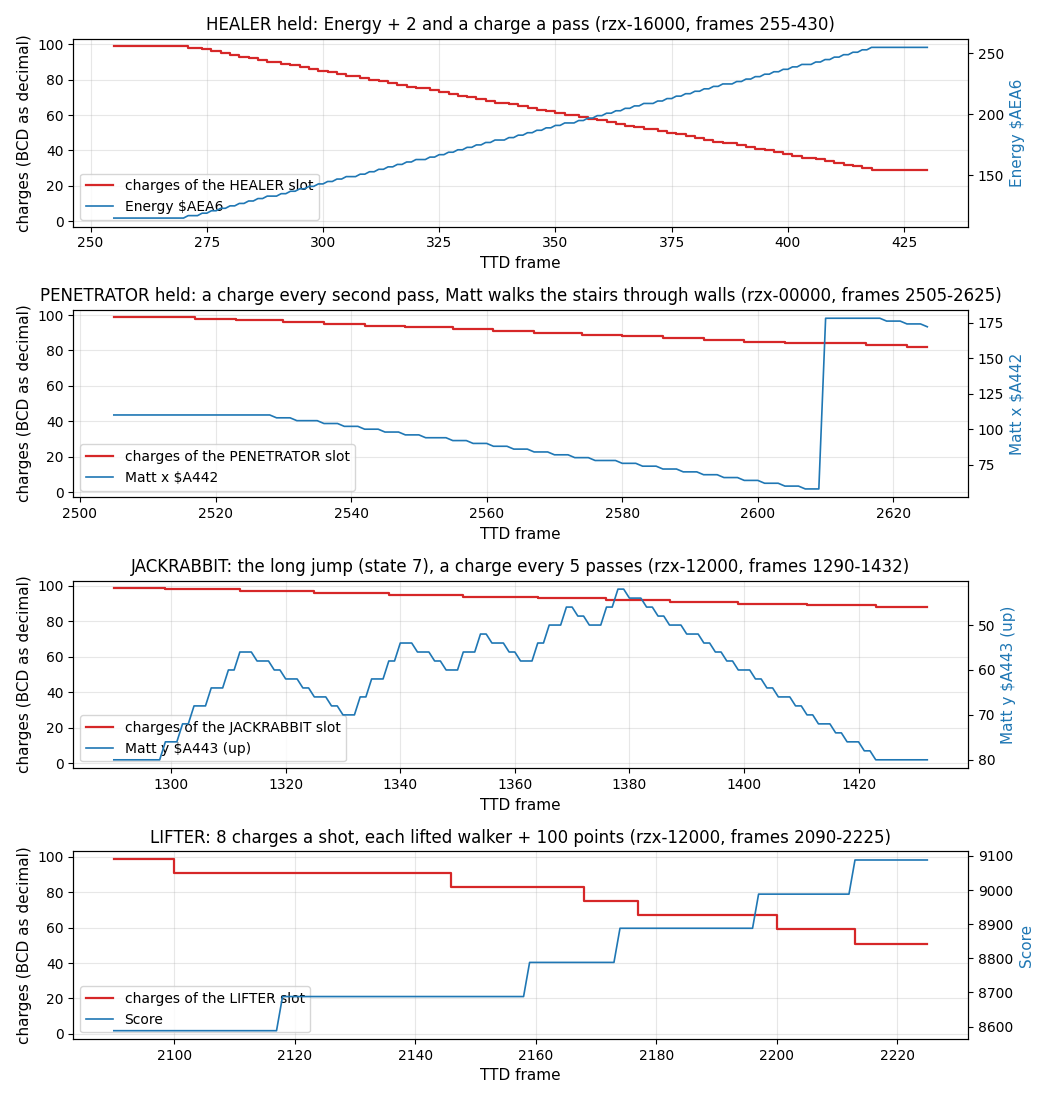 HEALER held: Energy + 2 and a charge a pass (rzx-16000, frames 255-430)
charges (BCD as decimal)
100
80
60
40
20
0
250
200
150
Energy $AEA6
charges of the HEALER slot
Energy $AEA6
250 275 300 325 350 375 400 425
TTD frame
PENETRATOR held: a charge every second pass, Matt walks the stairs through walls (rzx-00000, frames 2505-2625)
charges (BCD as decimal)
100
80
60
40
20
0
175
150
125
100
75
Matt x $A442
charges of the PENETRATOR slot
Matt x $A442
2500 2520 2540 2560 2580 2600 2620
TTD frame
JACKRABBIT: the long jump (state 7), a charge every 5 passes (rzx-12000, frames 1290-1432)
charges (BCD as decimal)
100
80
60
40
20
0
50
60
70
80
Matt y $A443 (up)
charges of the JACKRABBIT slot
Matt y $A443 (up)
1300 1320 1340 1360 1380 1400 1420
TTD frame
LIFTER: 8 charges a shot, each lifted walker + 100 points (rzx-12000, frames 2090-2225)
charges (BCD as decimal)
100
80
60
40
20
0
9100
9000
8900
8800
8700
8600
Score
charges of the LIFTER slot
Score
2100 2120 2140 2160 2180 2200 2220
TTD frame